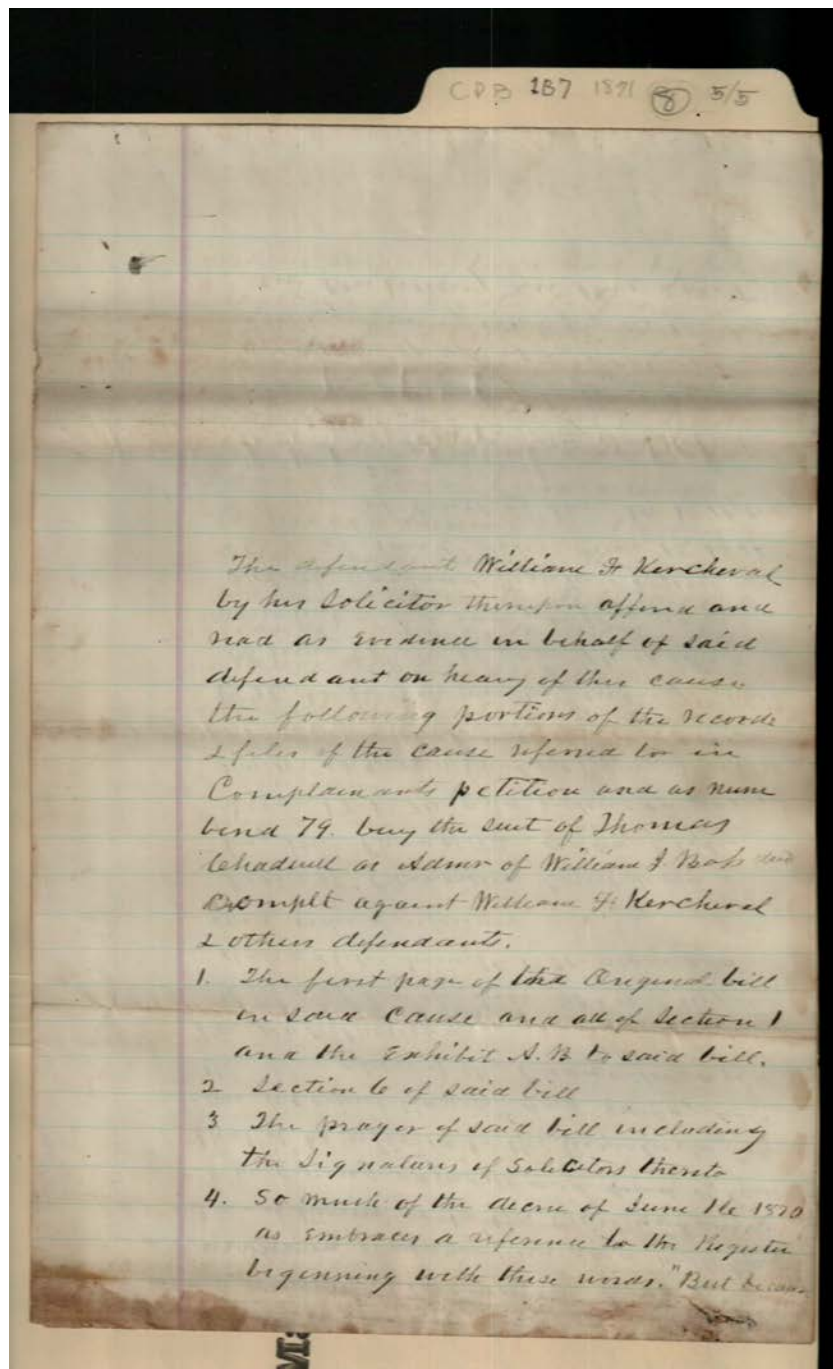 CPB 1B7 1871 8 5/5
The defendant William F Kercheval
by his Solicitor thereupon offered and
read as evidence in behalf of said
defendant on hearing of this cause
the following portions of the records
& files of the cause referred to in
Complainants petition and as num
bered 79. being the suit of Thomas
Chadwell as Admr of William
Complt against William F. Kercheval
& others defendants.
1. The first page of the Original bill
in said Cause and all of Section 1
and the Exhibit A. B to said bill.
2 Section 6 of said bill
3 The prayer of said bill including
the Signatures of Solicitors thereto
4. So much of the decree of June 1870
as Embraces a reference to the Register
beginning with these words. "But because